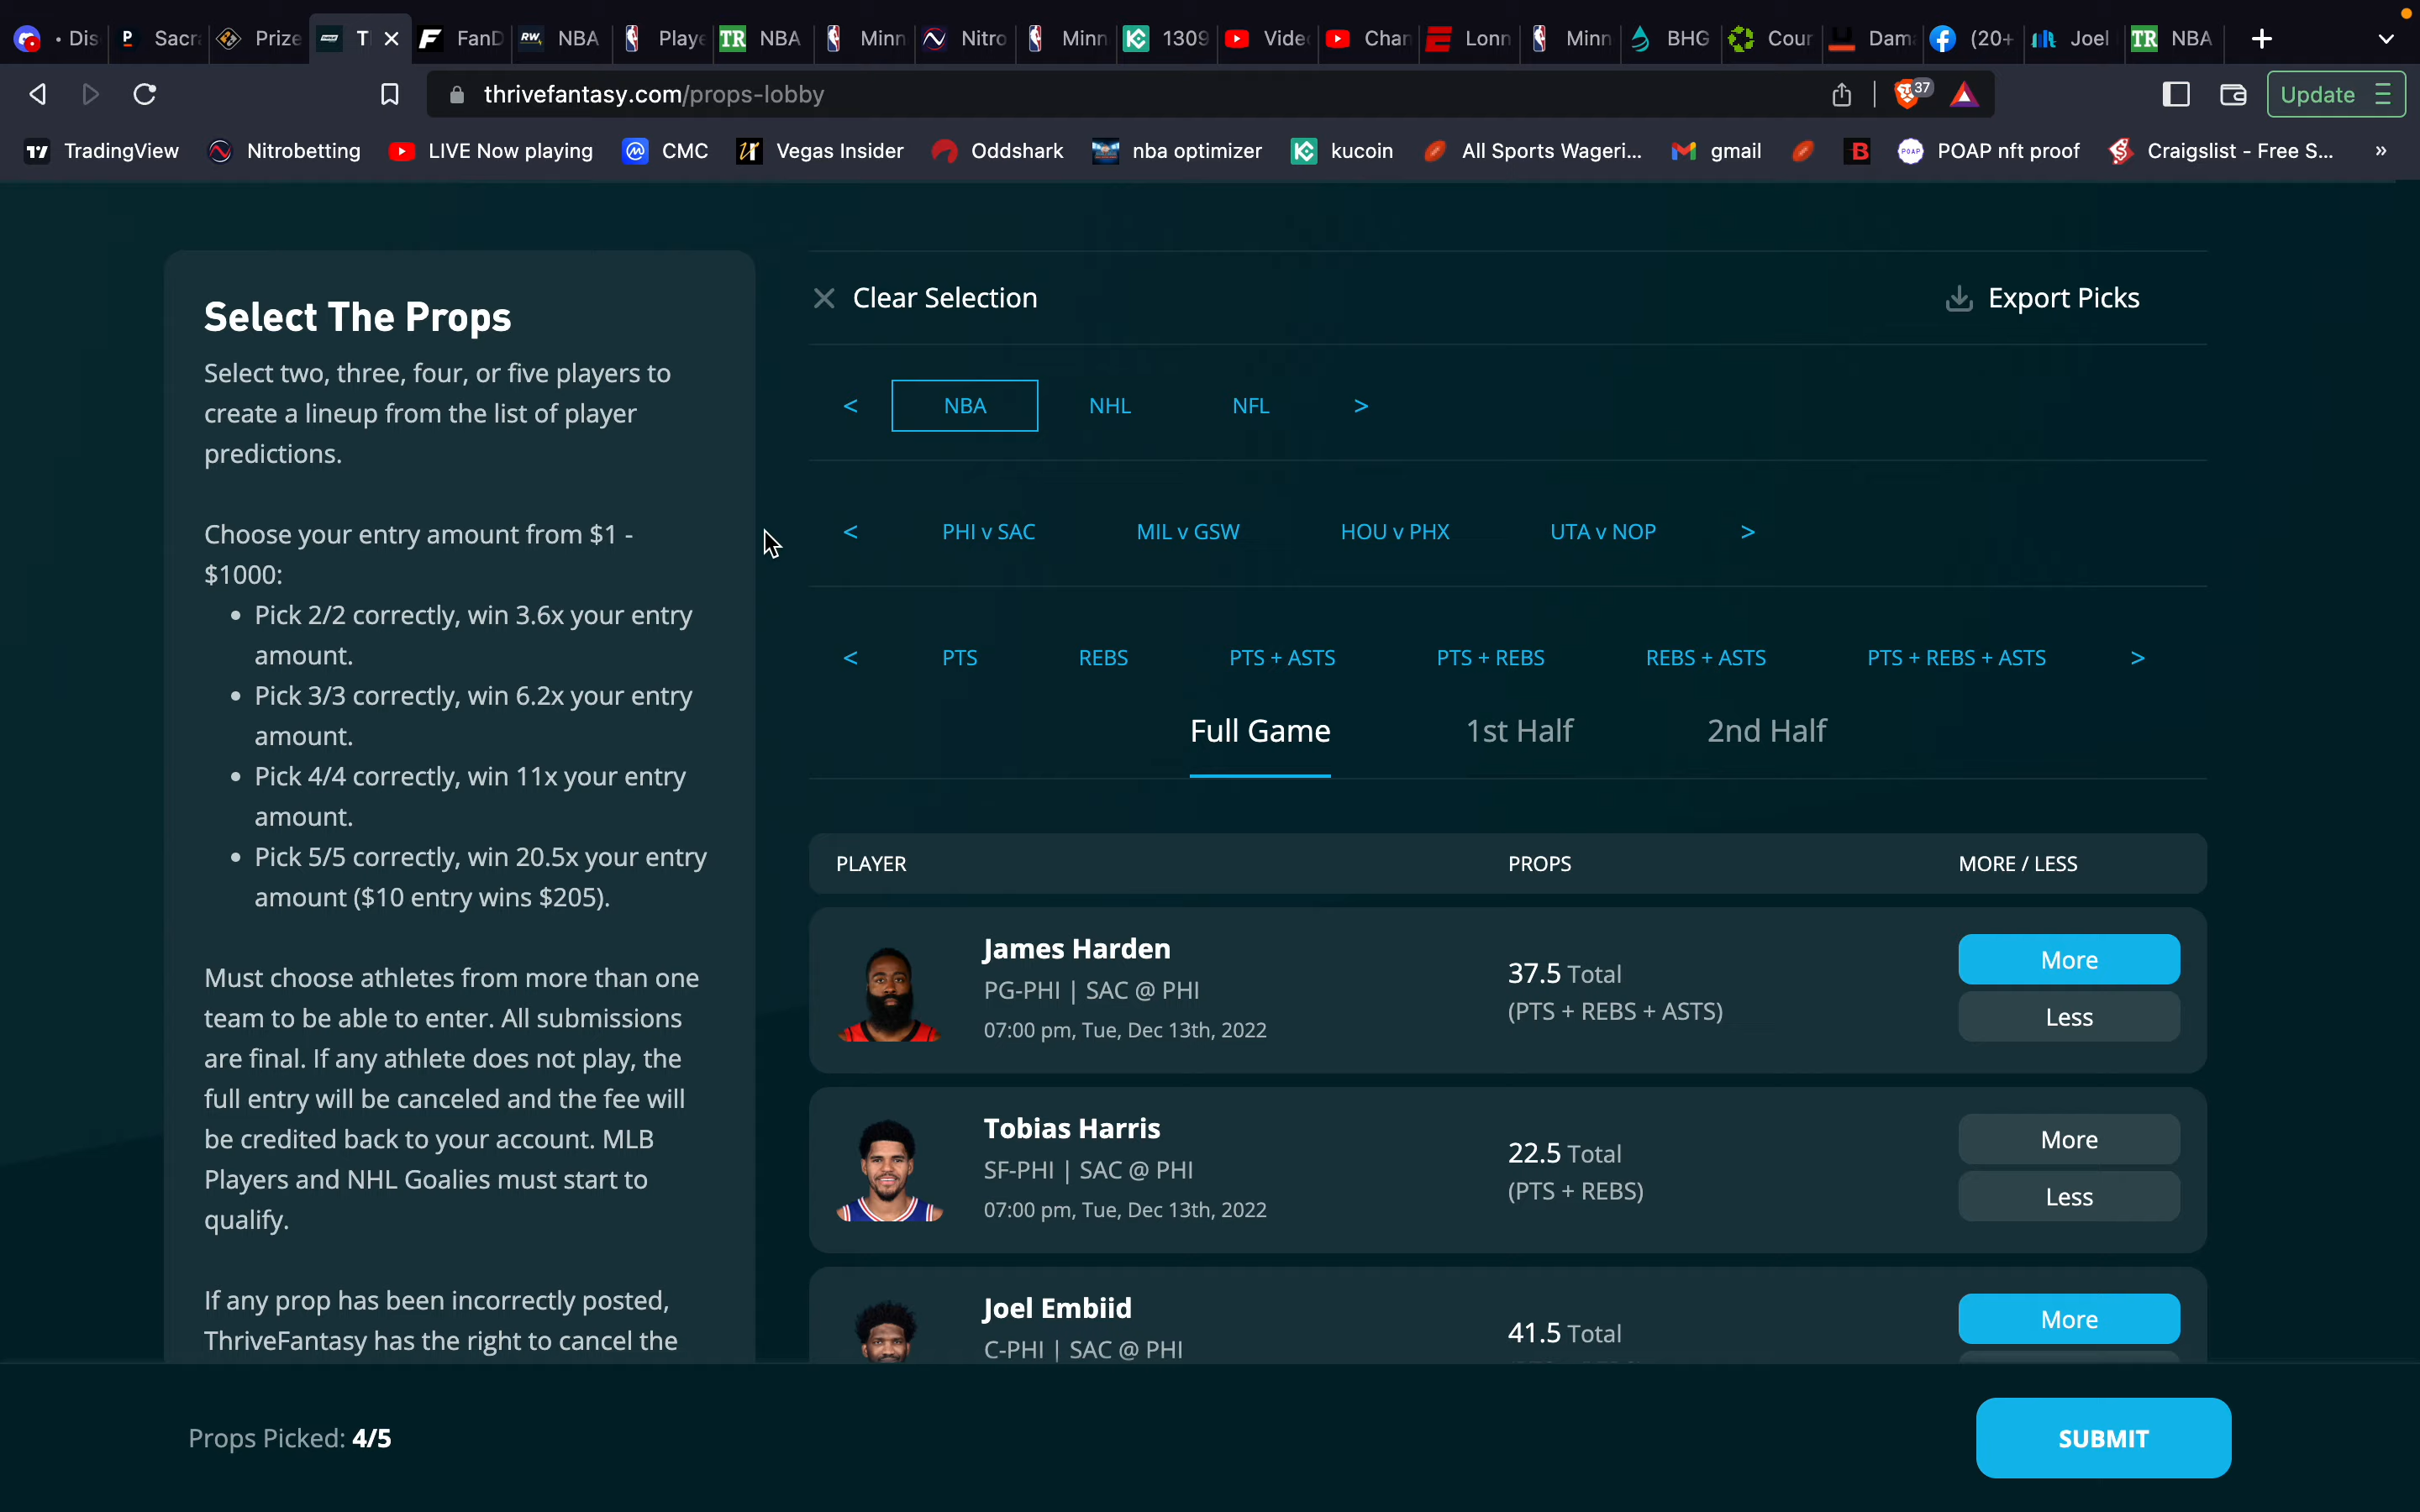 Dis
Sacr
Prize
T
FanD
NBA
Playe
NBA
Minn
Nitro
Minn
1309
Vide
Chan
Lonn
Minn
BHG
Cour
Dam
(20+
Joel
NBA
thrivefantasy.com/props-lobby
37
Update
TradingView
Nitrobetting
LIVE Now playing
CMC
Vegas Insider
Oddshark
nba optimizer
kucoin
All Sports Wageri...
gmail
POAP nft proof
Craigslist - Free S...
»
Select The Props
Select two, three, four, or five players to
create a lineup from the list of player
predictions.
Choose your entry amount from $1 -
$1000:
• Pick 2/2 correctly, win 3.6x your entry
amount.
• Pick 3/3 correctly, win 6.2x your entry
amount.
• Pick 4/4 correctly, win 11x your entry
amount.
• Pick 5/5 correctly, win 20.5x your entry
amount ($10 entry wins $205).
Must choose athletes from more than one
team to be able to enter. All submissions
are final. If any athlete does not play, the
full entry will be canceled and the fee will
be credited back to your account. MLB
Players and NHL Goalies must start to
qualify.
If any prop has been incorrectly posted,
ThriveFantasy has the right to cancel the
Clear Selection
Export Picks
< NBA NHL NFL >
< PHI v SAC MIL v GSW HOU v PHX UTA v NOP >
< PTS REBS PTS + ASTS PTS + REBS REBS + ASTS PTS + REBS + ASTS >
Full Game 1st Half 2nd Half
PLAYER PROPS MORE / LESS
James Harden
PG-PHI | SAC @ PHI
07:00 pm, Tue, Dec 13th, 2022
37.5 Total
(PTS + REBS + ASTS)
More
Less
Tobias Harris
SF-PHI | SAC @ PHI
07:00 pm, Tue, Dec 13th, 2022
22.5 Total
(PTS + REBS)
More
Less
Joel Embiid
C-PHI | SAC @ PHI
41.5 Total
More
Props Picked: 4/5
SUBMIT